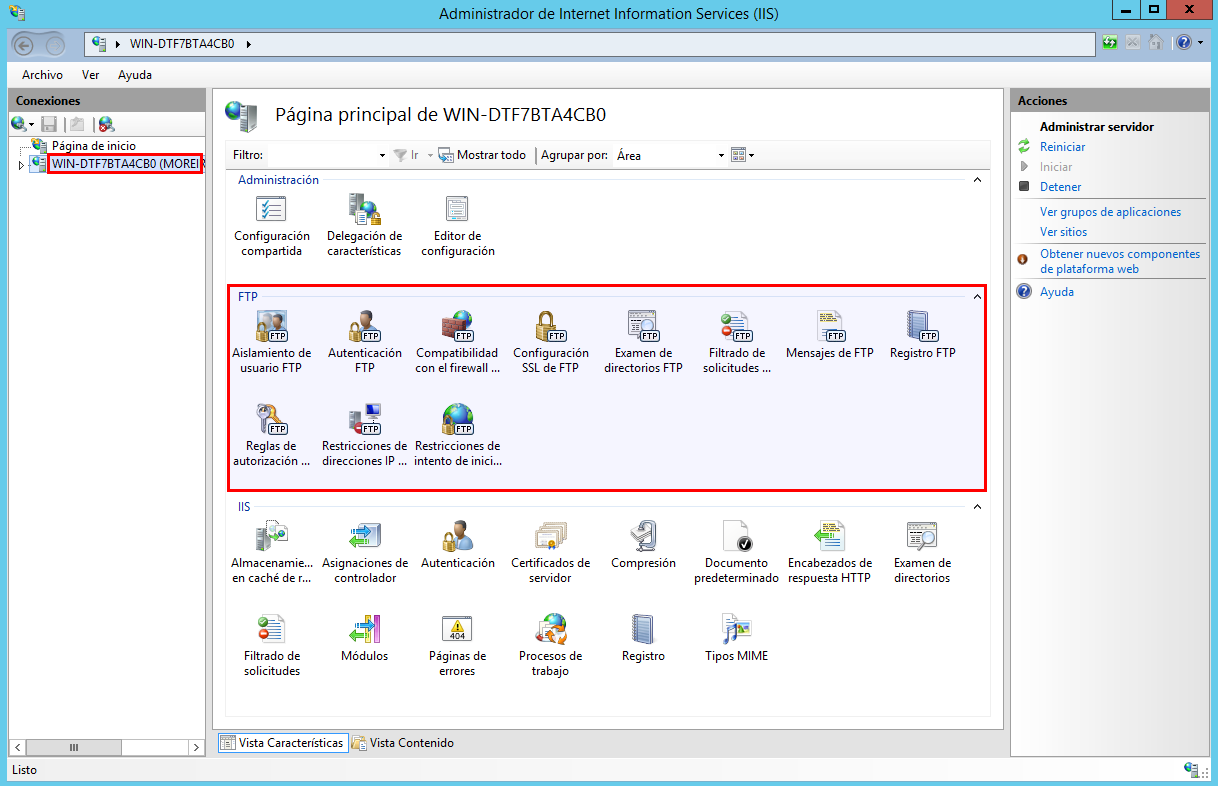 Administrador de Internet Information Services (IIS)
WIN-DTF7BTA4CB0
Archivo Ver Ayuda
Conexiones
Página de inicio
WIN-DTF7BTA4CB0 (MOREIR
Página principal de WIN-DTF7BTA4CB0
Filtro: Ir Mostrar todo Agrupar por: Área
Administración
Configuración compartida
Delegación de características
Editor de configuración
FTP
Aislamiento de usuario FTP
Autenticación FTP
Compatibilidad con el firewall ...
Configuración SSL de FTP
Examen de directorios FTP
Filtrado de solicitudes ...
Mensajes de FTP
Registro FTP
Reglas de autorización ...
Restricciones de direcciones IP ...
Restricciones de intento de inici...
IIS
Almacenamie... en caché de r...
Asignaciones de controlador
Autenticación
Certificados de servidor
Compresión
Documento predeterminado
Encabezados de respuesta HTTP
Examen de directorios
Filtrado de solicitudes
Módulos
404
Páginas de errores
Procesos de trabajo
Registro
Tipos MIME
Vista Características Vista Contenido
Acciones
Administrar servidor
Reiniciar
Iniciar
Detener
Ver grupos de aplicaciones
Ver sitios
Obtener nuevos componentes
de plataforma web
Ayuda
Listo